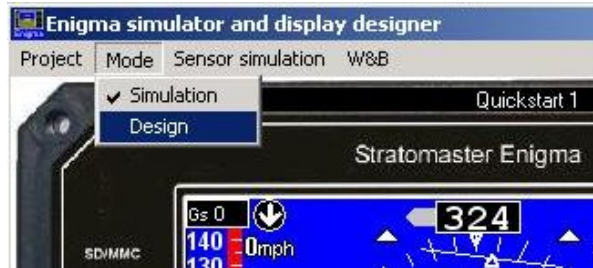 Enigma simulator and display designer
Project Mode Sensor simulation W&B
Simulation
Design
Quickstart 1
Stratomaster Enigma
Gs 0
324
SD/MMC
140
0mph
130